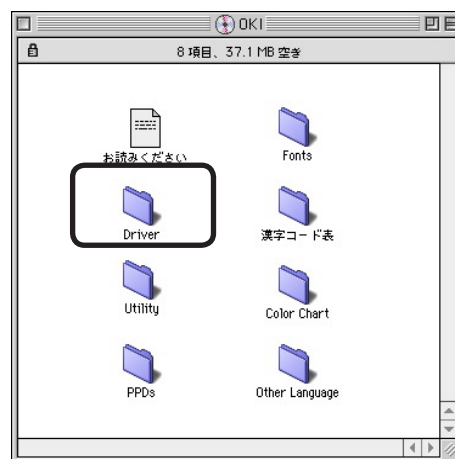 OKI
8 項目、37.1 MB 空き
お読みください
Fonts
Driver
漢字コード表
Utility
Color Chart
PPDs
Other Language